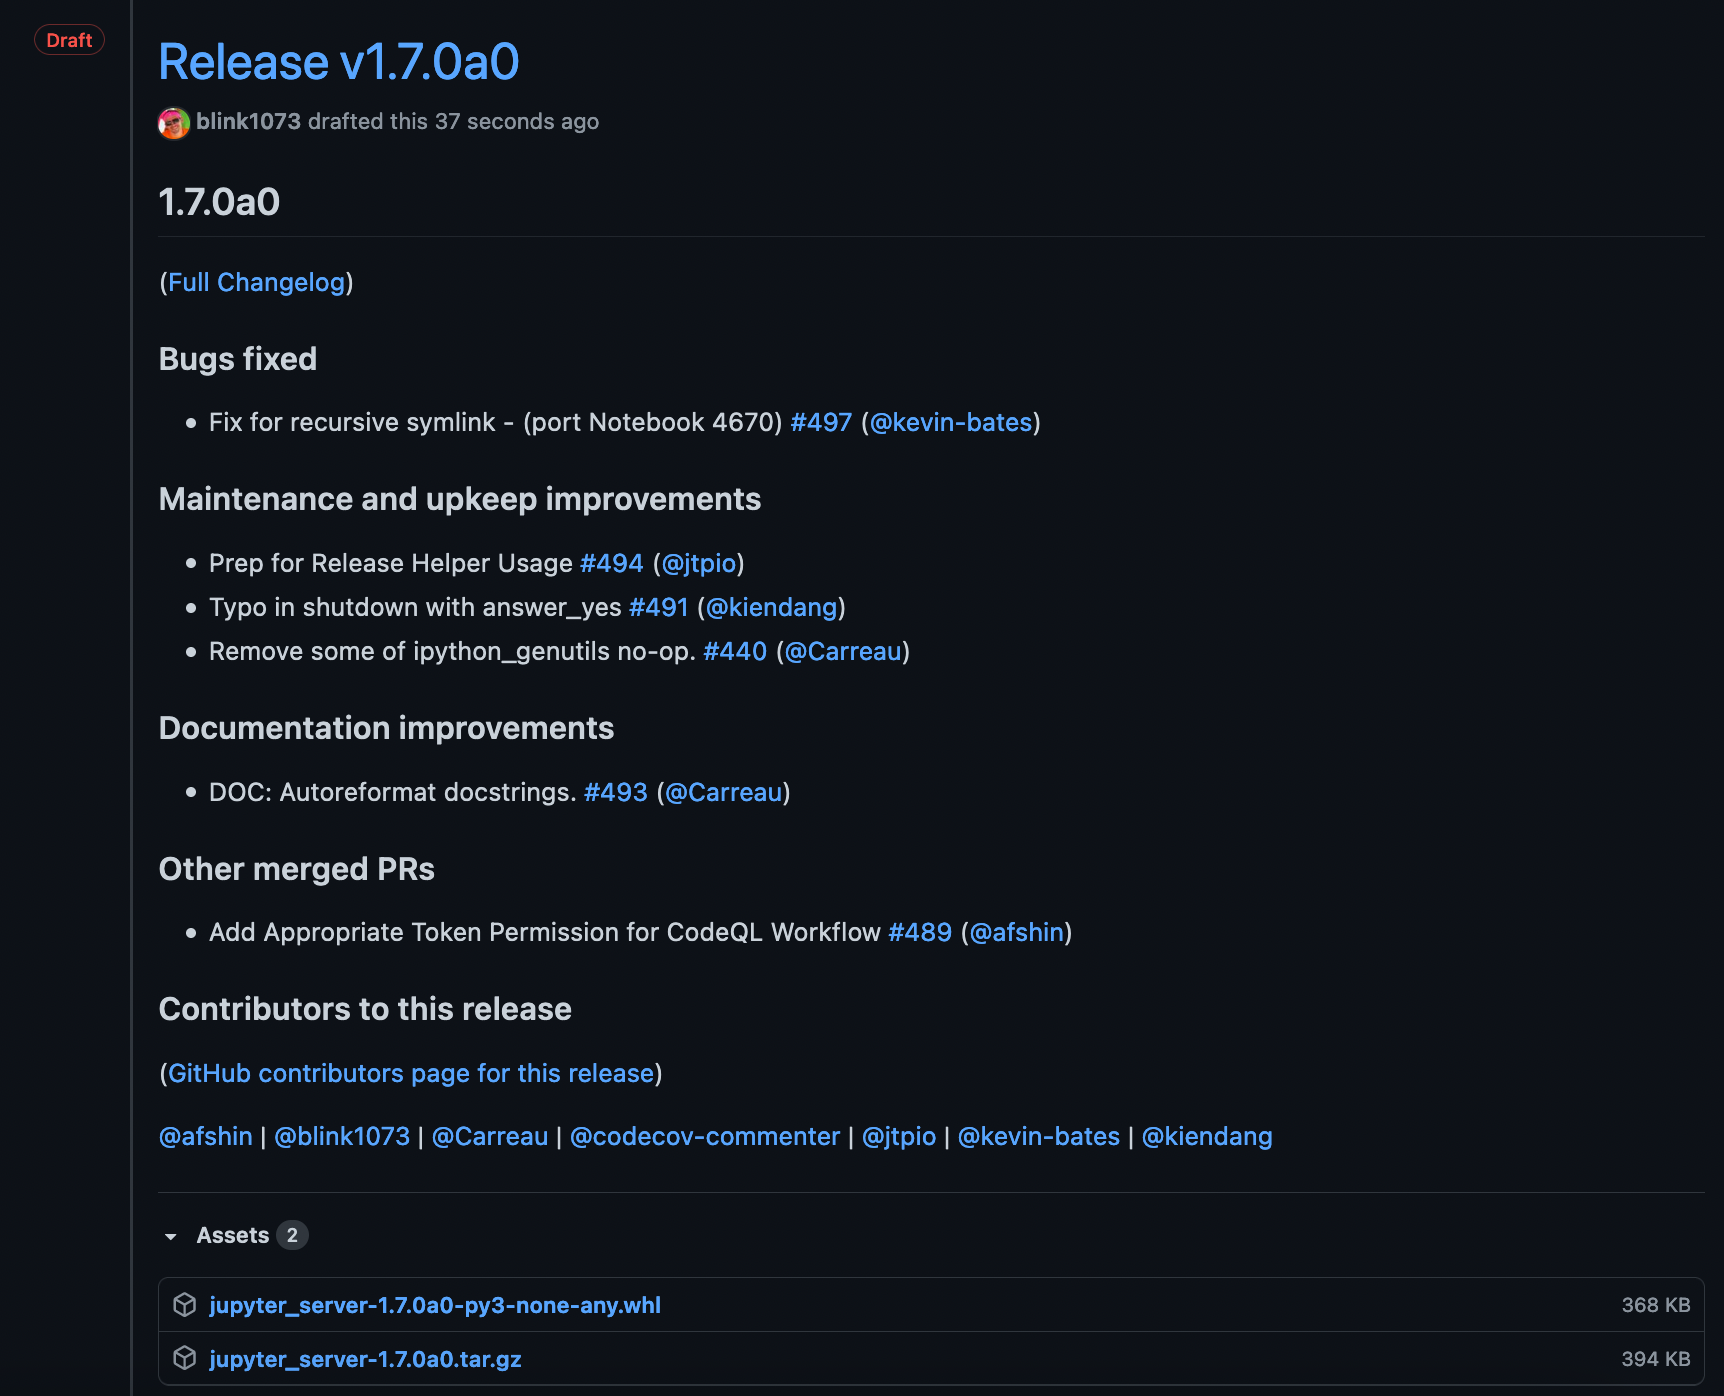 Draft
Release v1.7.0a0
blink1073 drafted this 37 seconds ago
1.7.0a0
(Full Changelog)
Bugs fixed
• Fix for recursive symlink - (port Notebook 4670) #497 (@kevin-bates)
Maintenance and upkeep improvements
• Prep for Release Helper Usage #494 (@jtpio)
• Typo in shutdown with answer_yes #491 (@kiendang)
• Remove some of ipython_genutils no-op. #440 (@Carreau)
Documentation improvements
• DOC: Autoreformat docstrings. #493 (@Carreau)
Other merged PRs
• Add Appropriate Token Permission for CodeQL Workflow #489 (@afshin)
Contributors to this release
(GitHub contributors page for this release)
@afshin | @blink1073 | @Carreau | @codecov-commenter | @jtpio | @kevin-bates | @kiendang
Assets 2
jupyter_server-1.7.0a0-py3-none-any.whl 368 KB
jupyter_server-1.7.0a0.tar.gz 394 KB